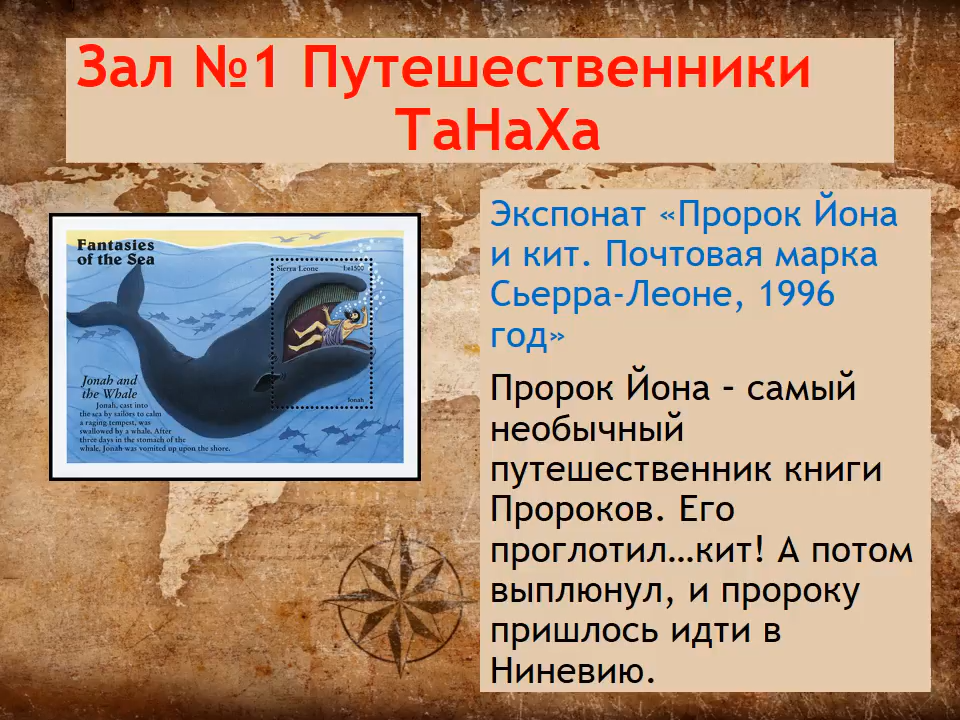 Зал №1 Путешественники
ТаНаХа
Fantasies
of the Sea
Sierra Leone
Le1500
Jonah and
the Whale
Jonah, cast into
the sea by sailors to calm
a raging tempest, was
swallowed by a whale. After
three days in the stomach of the
whale, Jonah was vomited up upon the shore.
Jonah
Экспонат «Пророк Йона
и кит. Почтовая марка
Сьерра-Леоне, 1996
год»
Пророк Йона – самый
необычный
путешественник книги
Пророков. Его
проглотил…кит! А потом
выплюнул, и пророку
пришлось идти в
Ниневию.